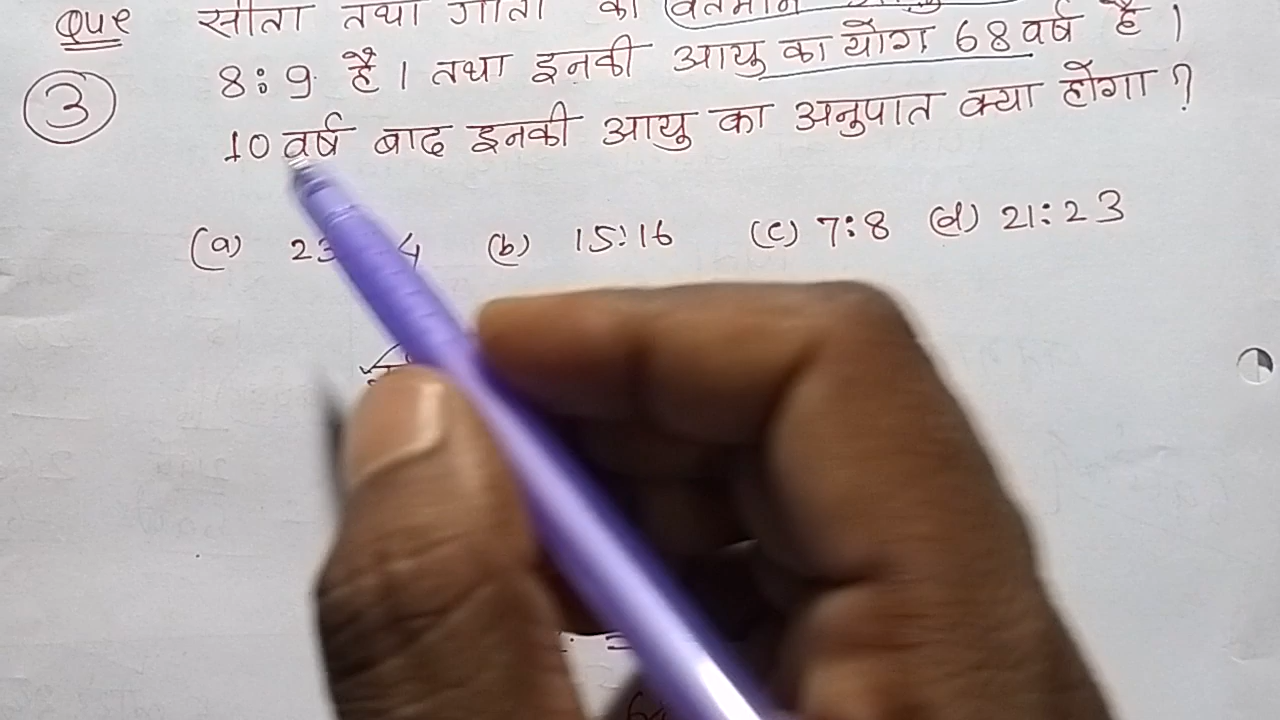 Que सीता तथा गीता की वर्तमान
③ 8:9 है। तथा इनकी आयु का योग 68 वर्ष है।
10 वर्ष बाद इनकी आयु का अनुपात क्या होगा?
(a) 23 4 (b) 15:16 (c) 7:8 (d) 21:23